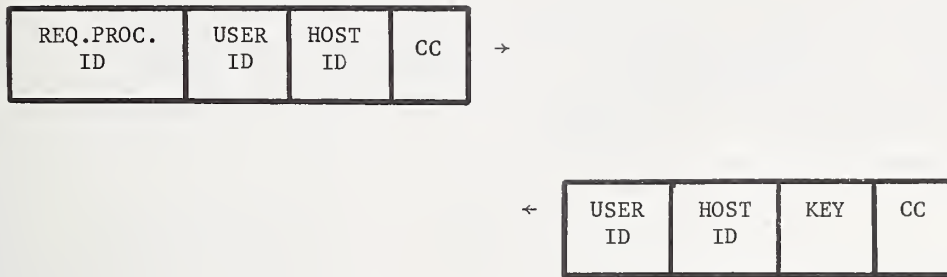 REQ.PROC. USER HOST CC →
ID ID ID
← USER HOST KEY CC
ID ID